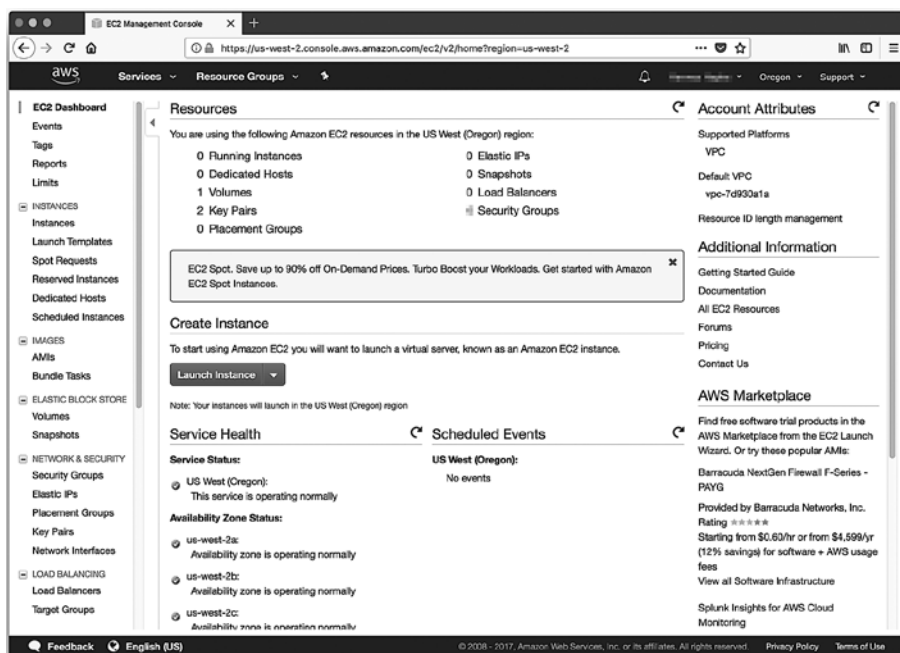 EC2 Management Console
https://us-west-2.console.aws.amazon.com/ec2/v2/home?region=us-west-2
aws
Services
Resource Groups
Oregon
Support
EC2 Dashboard
Events
Tags
Reports
Limits
INSTANCES
Instances
Launch Templates
Spot Requests
Reserved Instances
Dedicated Hosts
Scheduled Instances
IMAGES
AMIs
Bundle Tasks
ELASTIC BLOCK STORE
Volumes
Snapshots
NETWORK & SECURITY
Security Groups
Elastic IPs
Placement Groups
Key Pairs
Network Interfaces
LOAD BALANCING
Load Balancers
Target Groups
Resources
You are using the following Amazon EC2 resources in the US West (Oregon) region:
0 Running Instances
0 Dedicated Hosts
1 Volumes
2 Key Pairs
0 Placement Groups
0 Elastic IPs
0 Snapshots
0 Load Balancers
Security Groups
EC2 Spot. Save up to 90% off On-Demand Prices. Turbo Boost your Workloads. Get started with Amazon
EC2 Spot Instances.
Create Instance
To start using Amazon EC2 you will want to launch a virtual server, known as an Amazon EC2 instance.
Launch Instance
Note: Your instances will launch in the US West (Oregon) region
Service Health
Service Status:
US West (Oregon):
This service is operating normally
Availability Zone Status:
us-west-2a:
Availability zone is operating normally
us-west-2b:
Availability zone is operating normally
us-west-2c:
Availability zone is operating normally
Scheduled Events
US West (Oregon):
No events
Account Attributes
Supported Platforms
VPC
Default VPC
vpc-7d930a1a
Resource ID length management
Additional Information
Getting Started Guide
Documentation
All EC2 Resources
Forums
Pricing
Contact Us
AWS Marketplace
Find free software trial products in the
AWS Marketplace from the EC2 Launch
Wizard. Or try these popular AMIs:
Barracuda NextGen Firewall F-Series -
PAYG
Provided by Barracuda Networks, Inc.
Rating
Starting from $0.60/hr or from $4,599/yr
(12% savings) for software + AWS usage
fees
View all Software Infrastructure
Splunk Insights for AWS Cloud
Monitoring
Feedback
English (US)
© 2008 - 2017, Amazon Web Services, Inc. or its affiliates. All rights reserved.
Privacy Policy
Terms of Use